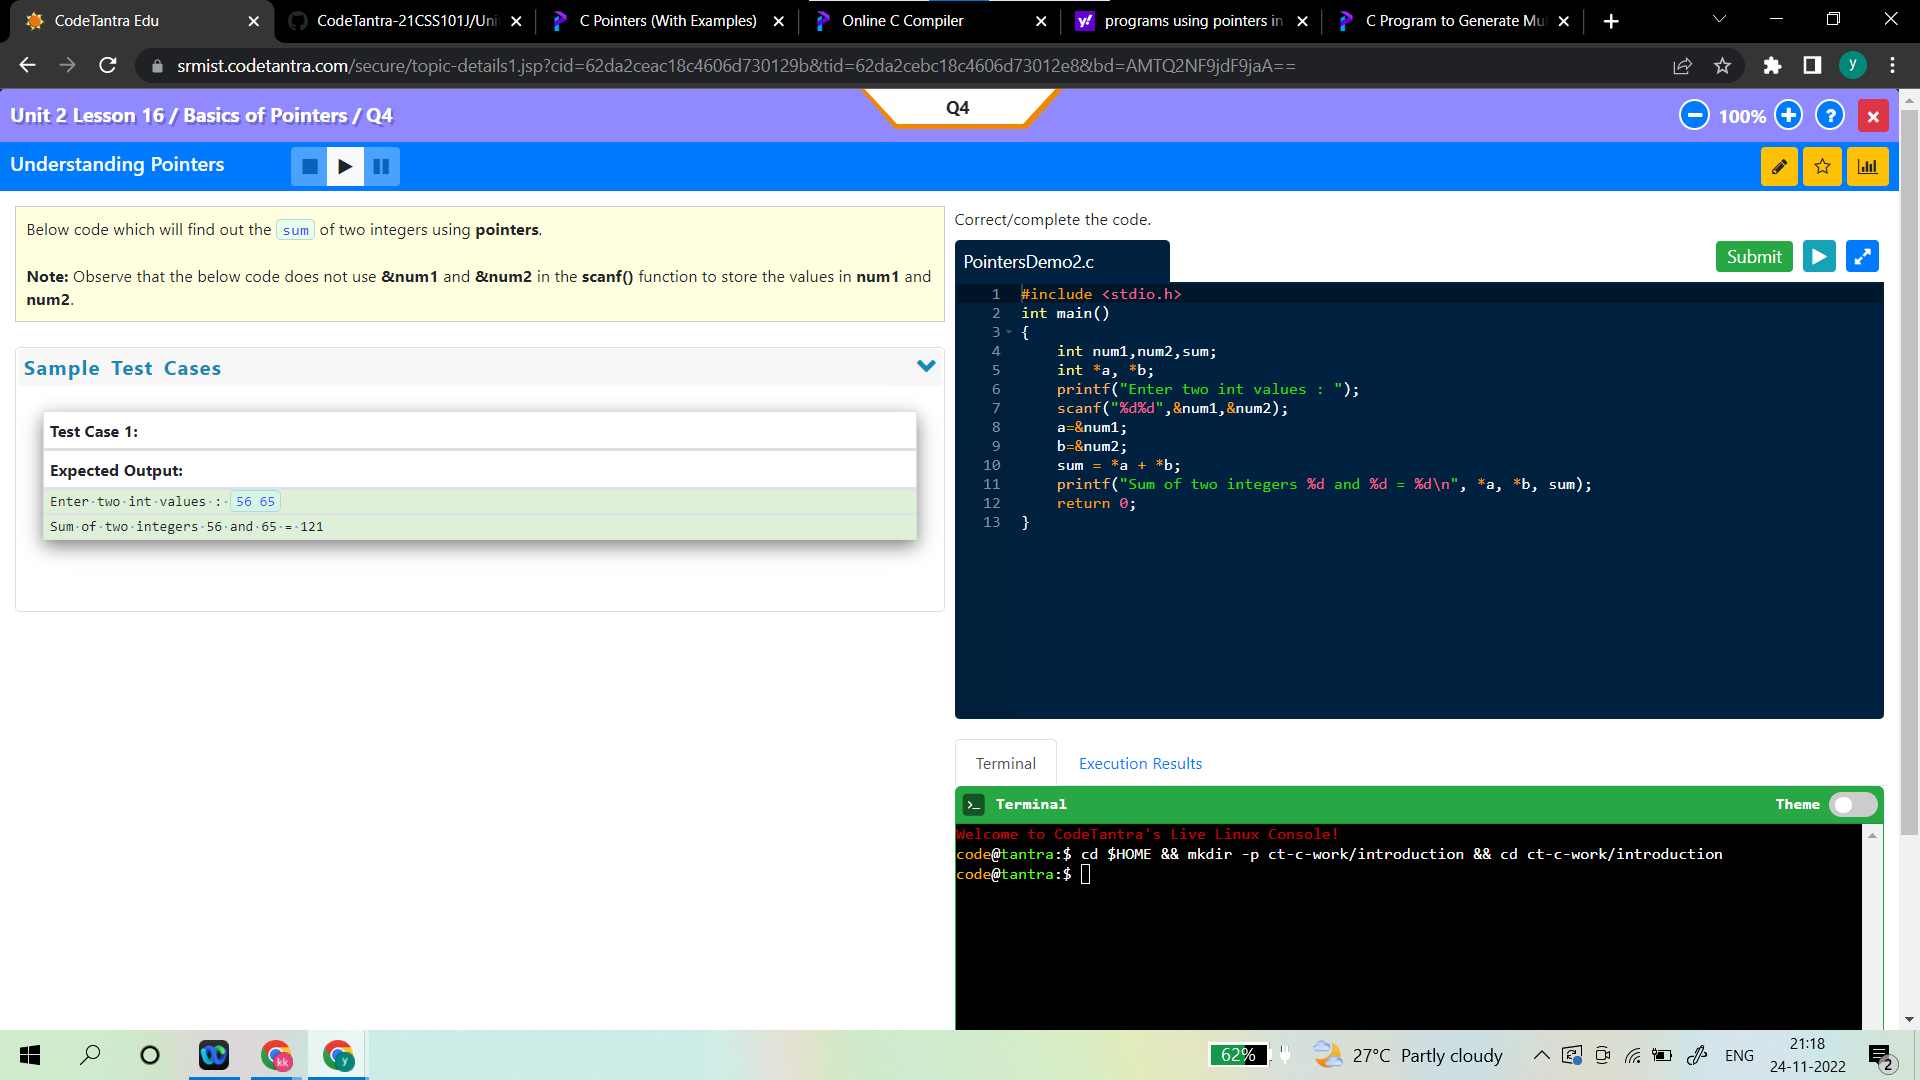 CodeTantra Edu
CodeTantra-21CSS101J/Uni
C Pointers (With Examples)
Online C Compiler
programs using pointers in
C Program to Generate Mul
srmist.codetantra.com/secure/topic-details1.jsp?cid=62da2ceac18c4606d730129b&tid=62da2cebc18c4606d73012e8&bd=AMTQ2NF9jdF9jaA==
y
Unit 2 Lesson 16 / Basics of Pointers / Q4
Q4
100%
?
Understanding Pointers
Below code which will find out the sum of two integers using pointers.
Note: Observe that the below code does not use &num1 and &num2 in the scanf() function to store the values in num1 and
num2.
Sample Test Cases
Test Case 1:
Expected Output:
Enter·two·int·values·:·56 65
Sum·of·two·integers·56·and·65·=·121
Correct/complete the code.
PointersDemo2.c
Submit
1 #include <stdio.h>
2 int main()
3 {
4 int num1,num2,sum;
5 int *a, *b;
6 printf("Enter two int values : ");
7 scanf("%d%d",&num1,&num2);
8 a=&num1;
9 b=&num2;
10 sum = *a + *b;
11 printf("Sum of two integers %d and %d = %d\n", *a, *b, sum);
12 return 0;
13 }
Terminal
Execution Results
Terminal
Theme
Welcome to CodeTantra's Live Linux Console!
code@tantra:$ cd $HOME && mkdir -p ct-c-work/introduction && cd ct-c-work/introduction
code@tantra:$
kk
y
62%
27°C Partly cloudy
ENG
21:18
24-11-2022
2